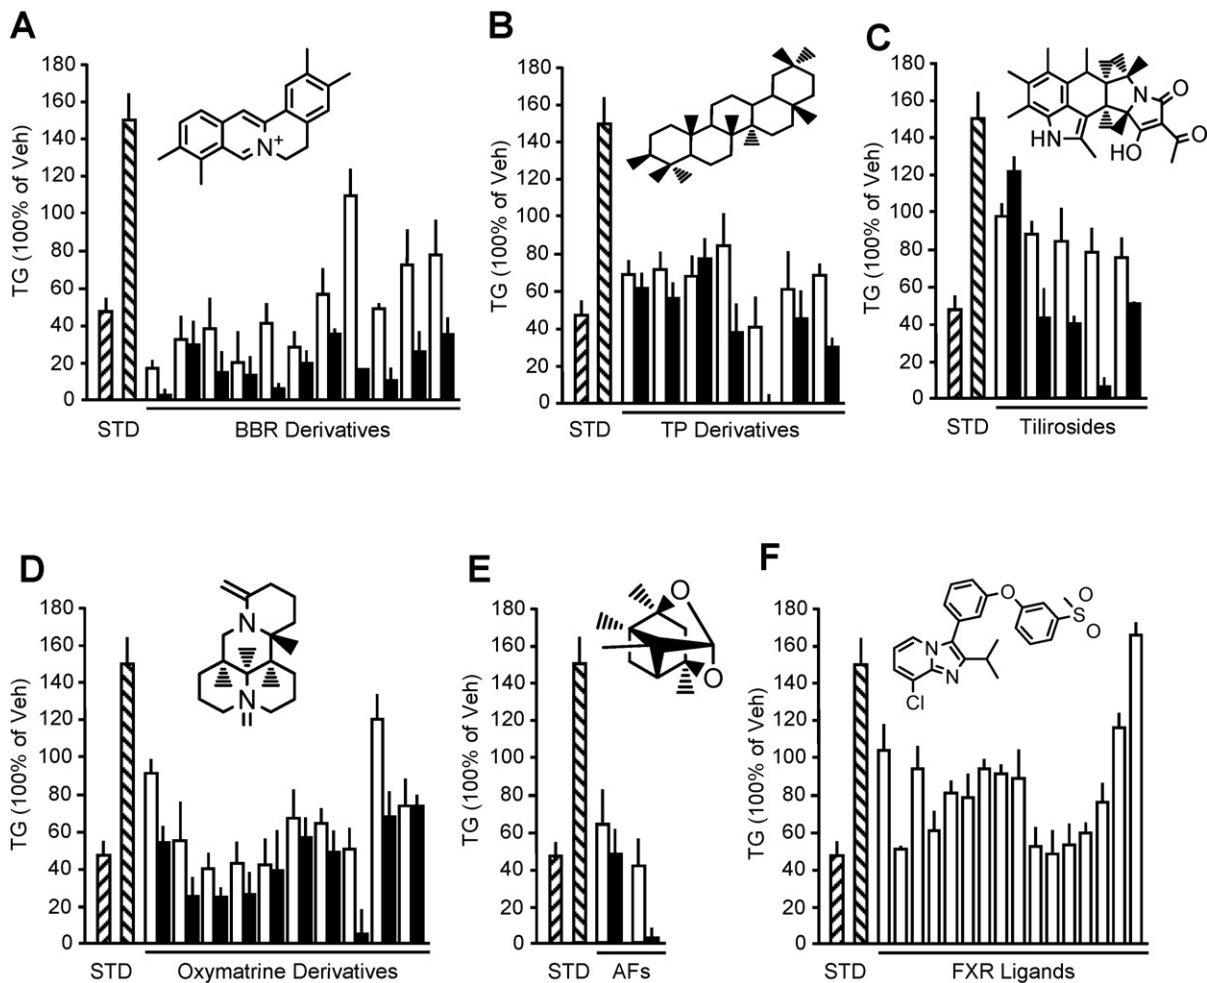 A
TG (100% of Veh)
180
160
140
120
100
80
60
40
20
0
N+
STD
BBR Derivatives
B
TG (100% of Veh)
180
160
140
120
100
80
60
40
20
0
STD
TP Derivatives
C
TG (100% of Veh)
180
160
140
120
100
80
60
40
20
0
N
O
O
HN
HO
STD
Tilirosides
D
TG (100% of Veh)
180
160
140
120
100
80
60
40
20
0
N
N
STD
Oxymatrine Derivatives
E
TG (100% of Veh)
180
160
140
120
100
80
60
40
20
0
O
O
STD
AFs
F
TG (100% of Veh)
180
160
140
120
100
80
60
40
20
0
O
S
O
O
N
N
Cl
STD
FXR Ligands